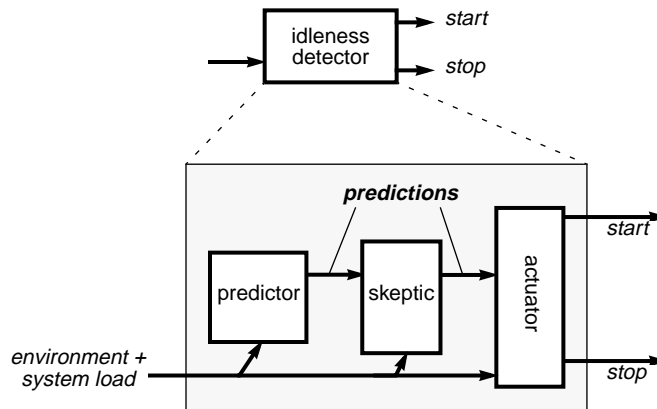 start
idleness
detector
stop
predictions
start
predictor
skeptic
actuator
environment +
system load
stop